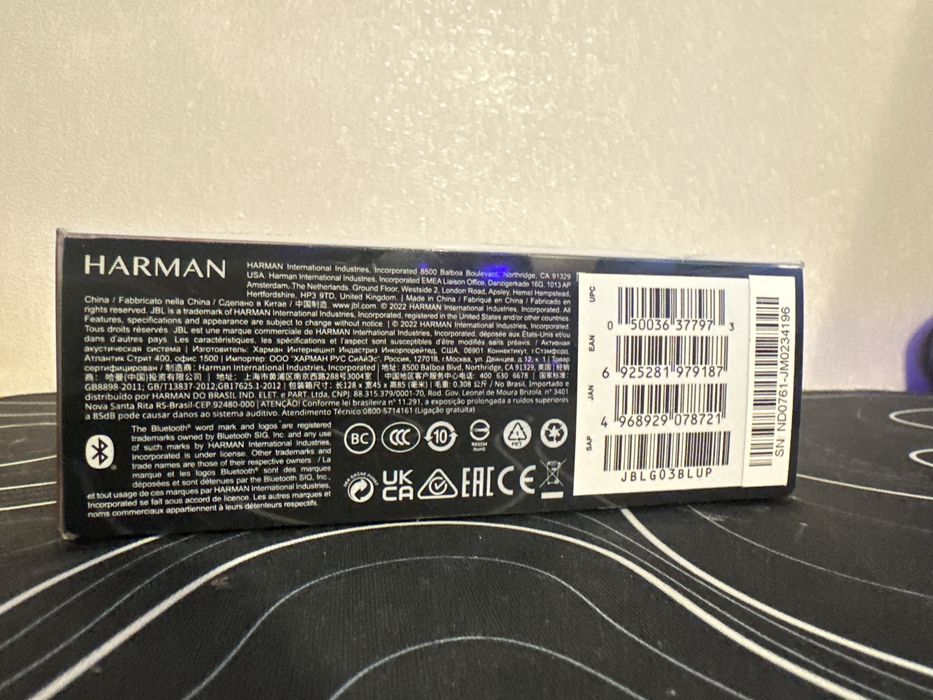 HARMAN
HARMAN International Industries, Incorporated 8500 Balboa Boulevard, Northridge, CA 91329
USA. Harman International Industries, Incorporated EMEA Liaison Office, Danzigerkade 16G, 1013 AP
Amsterdam, The Netherlands. Ground Floor, Westside 2, London Road, Apsley, Hemel Hempstead,
Hertfordshire, HP3 9TD, United Kingdom. | Made in China / Fabriqué en China / Fabricado en
China / Fabbricato nella China / Сделано в Китае / 中国制造 www.jbl.com © 2022 HARMAN International Industries, Incorporated. All
rights reserved. JBL is a trademark of HARMAN International Industries, Incorporated, registered in the United States and/or other countries.
Features, specifications and appearance are subject to change without notice. | © 2022 HARMAN International Industries, Incorporated.
Tous droits réservés. JBL est une marque commerciale de HARMAN International Industries, Incorporated, déposée aux États-Unis et/ou
dans d'autres pays. Les caractéristiques, les spécifications et l'aspect sont susceptibles d'être modifiés sans préavis. / Активная
акустическая система | Изготовитель: Харман Интернешнл Индастриз Инкорпорейтед, США, 06901 Коннектикут, г.Стэмфорд,
Атлантик Стрит 400, офис 1500 | Импортер: ООО "ХАРМАН РУС СиАйЭс", Россия, 127018, г.Москва, ул. Двинцев, д. 12, к. 1 | Товар
сертифицирован / 制造商: Harman International Industries, Incorporated 地址: 8500 Balboa Blvd, Northridge, CA 91329, 美国 | 经销
商: 哈曼(中国)投资有限公司 | 地址: 上海市黄浦区南京西路288号3004室 | 中国地区客户服务中心电话: 400 630 6678 | 国家标准:
GB8898-2011; GB/T13837-2012;GB17625.1-2012 | 包装箱尺寸: 长128 x 宽45 x 高85 (毫米) | 毛重: 0.308 公斤 / No Brasil, Importado e
distribuído por HARMAN DO BRASIL IND. ELET. e PART. Ltda, CNPJ. 88.315.379/0001-70, Rod. Gov. Leonel de Moura Brizola, n° 3401
Nova Santa Rita RS-Brasil-CEP 92480-000 | ATENÇÃO! Conforme lei brasileira n° 11.291, a exposição prolongada a ruídos superiores
a 85dB pode causar danos ao sistema auditivo. Atendimento Técnico:0800-5714161 (Ligação gratuita)
The Bluetooth® word mark and logos are registered
trademarks owned by Bluetooth SIG, Inc. and any use
of such marks by HARMAN International Industries,
Incorporated is under license. Other trademarks and
trade names are those of their respective owners. / La
marque et les logos Bluetooth® sont des marques
déposées et sont détenues par Bluetooth SIG, Inc.,
et tout usage de ces marques par HARMAN International Industries,
Incorporated se fait sous accord de licence. Les autres marques et
noms commerciaux appartiennent à leurs détenteurs respectifs.
BC
CCC
10
PET
UK
CA
EAC
CE
UPC
0 50036 37797 3
EAN
6 925281 979187
JAN
4 968929 078721
SAP
JBLGO3BLUP
SN: ND0761-JM0234196